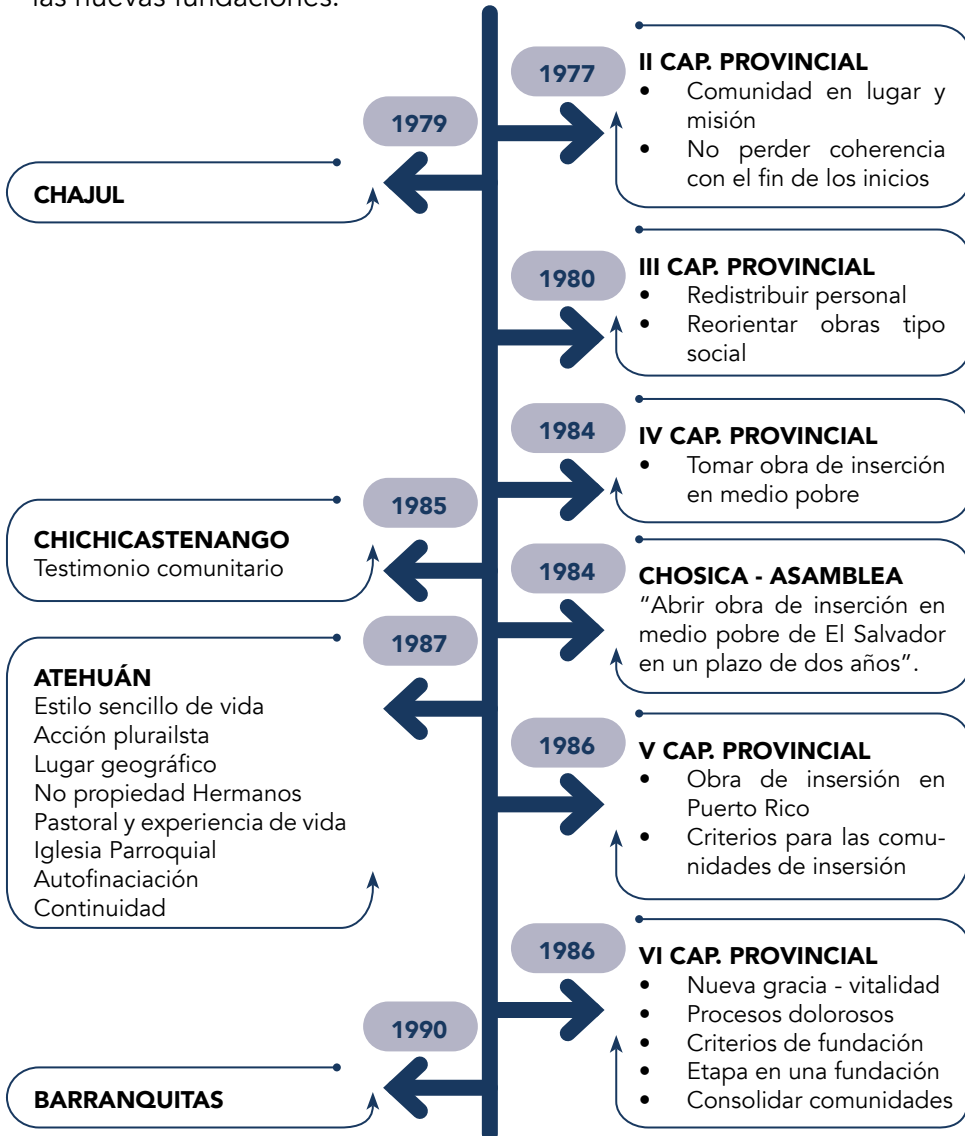 las nuevas fundaciones.
1977
II CAP. PROVINCIAL
• Comunidad en lugar y
misión
• No perder coherencia
con el fin de los inicios
1979
CHAJUL
1980
III CAP. PROVINCIAL
• Redistribuir personal
• Reorientar obras tipo
social
1984
IV CAP. PROVINCIAL
• Tomar obra de inserción
en medio pobre
1985
CHICHICASTENANGO
Testimonio comunitario
1984
CHOSICA - ASAMBLEA
“Abrir obra de inserción en
medio pobre de El Salvador
en un plazo de dos años”.
1987
ATEHUÁN
Estilo sencillo de vida
Acción plurailsta
Lugar geográfico
No propiedad Hermanos
Pastoral y experiencia de vida
Iglesia Parroquial
Autofinaciación
Continuidad
1986
V CAP. PROVINCIAL
• Obra de insersión en
Puerto Rico
• Criterios para las comu-
nidades de insersión
1986
VI CAP. PROVINCIAL
• Nueva gracia - vitalidad
• Procesos dolorosos
• Criterios de fundación
• Etapa en una fundación
• Consolidar comunidades
1990
BARRANQUITAS